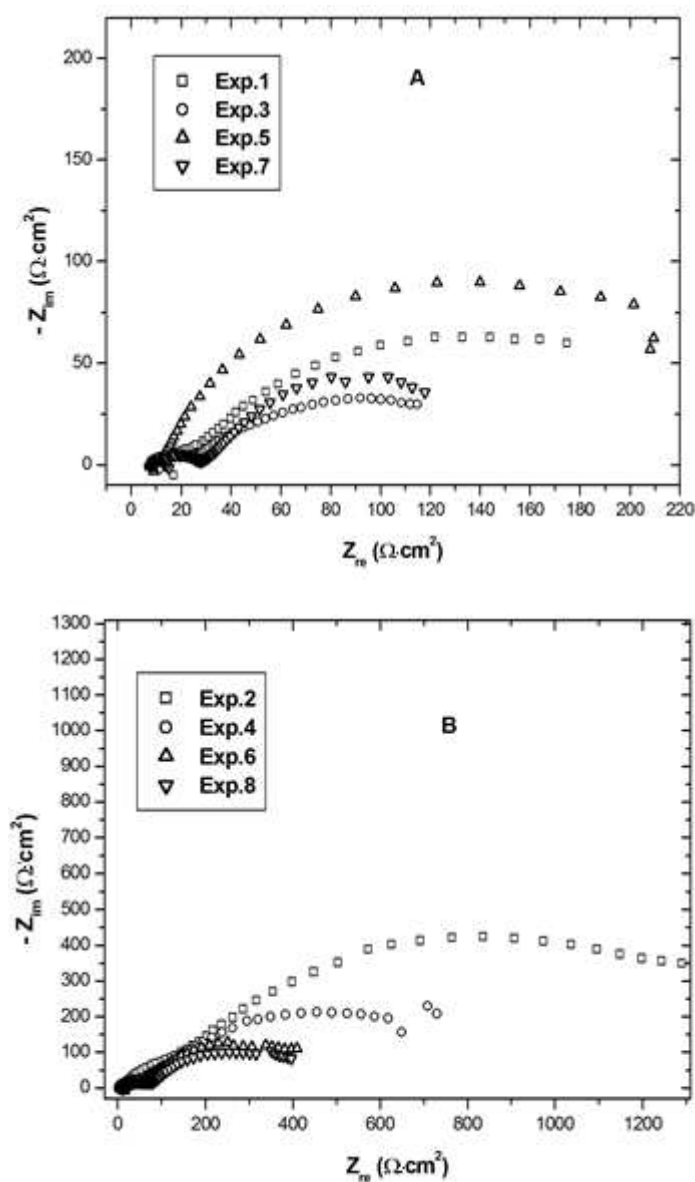 A
Exp.1
Exp.3
Exp.5
Exp.7
200
150
100
50
0
- Z_im (Ω·cm²)
0 20 40 60 80 100 120 140 160 180 200 220
Z_re (Ω·cm²)
B
Exp.2
Exp.4
Exp.6
Exp.8
1300
1200
1100
1000
900
800
700
600
500
400
300
200
100
0
- Z_im (Ω·cm²)
0 200 400 600 800 1000 1200
Z_re (Ω·cm²)